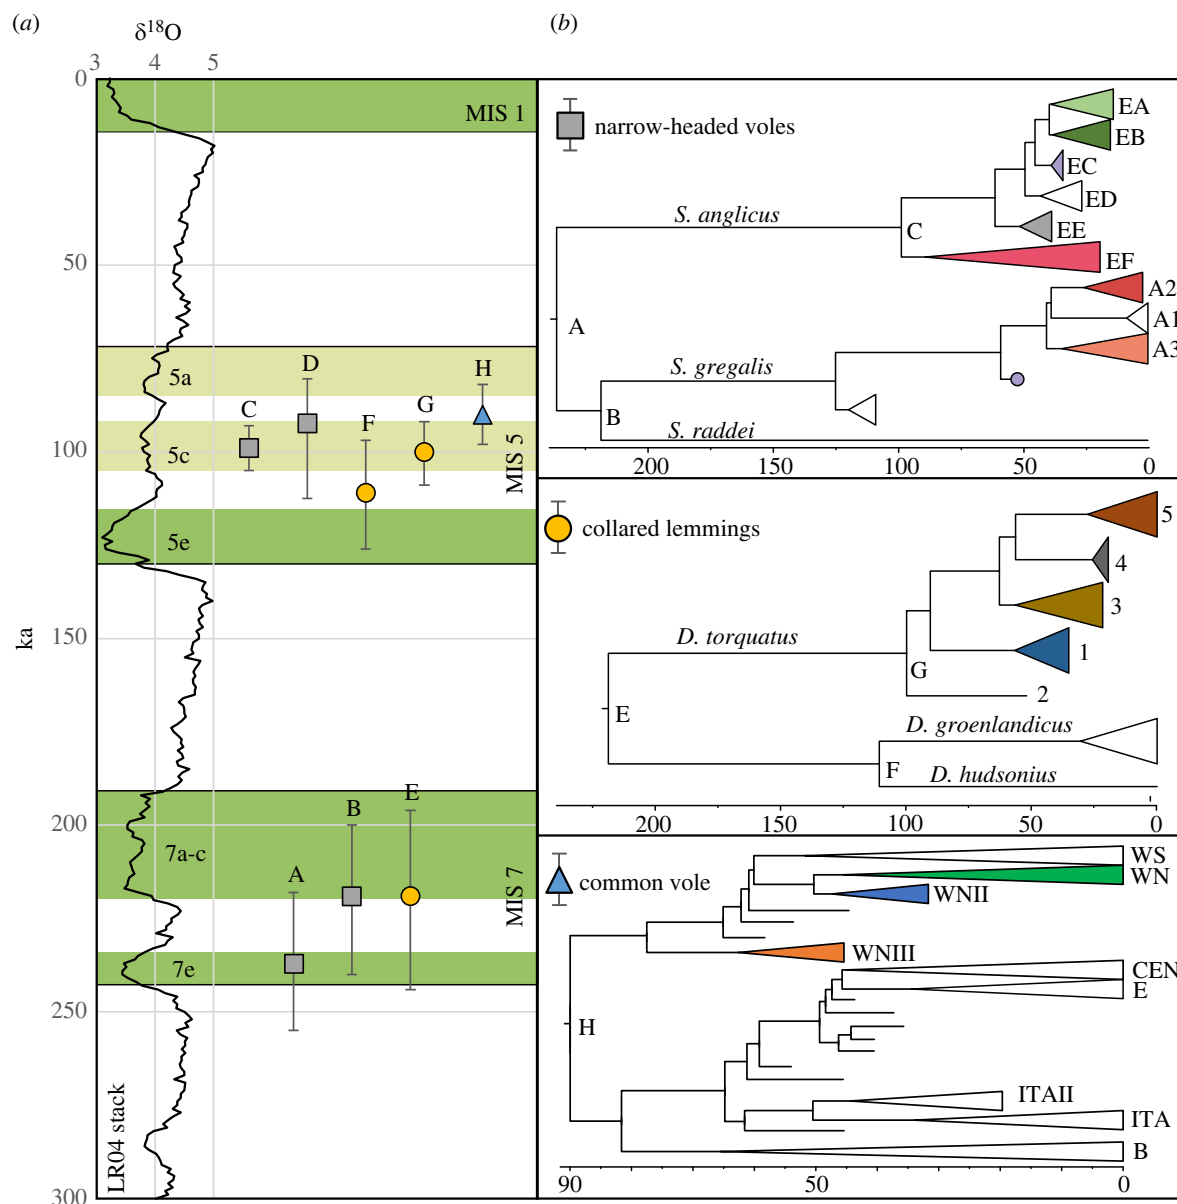 (a)
δ18O
3 4 5
0
50
100
150
200
250
300
ka
MIS 1
5a
5c
5e
MIS 5
7a-c
7e
MIS 7
LR04 stack
C
D
F
G
H
A
B
E
(b)
narrow-headed voles
EA
EB
EC
ED
EE
EF
A2
A1
A3
S. anglicus
C
A
S. gregalis
B
S. raddei
200 150 100 50 0
collared lemmings
5
4
3
1
2
D. torquatus
G
E
D. groenlandicus
F
D. hudsonius
200 150 100 50 0
common vole
WS
WN
WNII
WNIII
CEN
E
H
ITAII
ITA
B
90 50 0